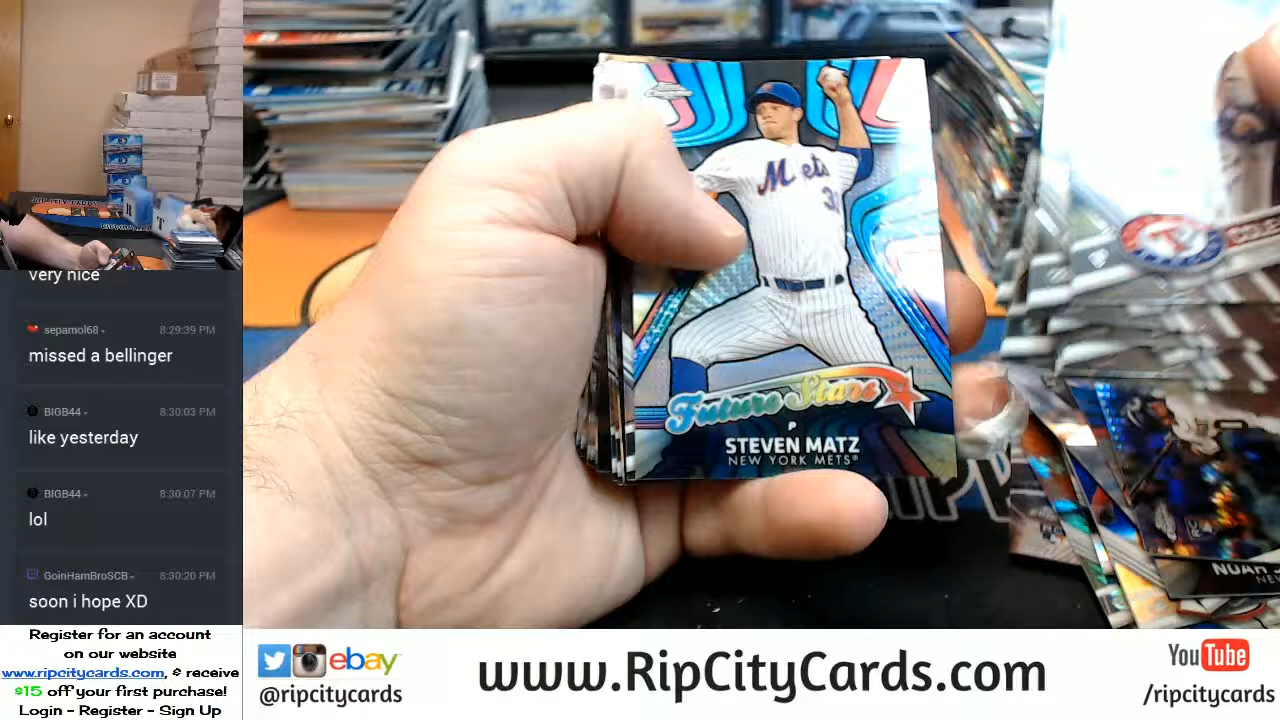 very nice
sepamol68
8:29:39 PM
missed a bellinger
BIGB44
8:30:03 PM
like yesterday
BIGB44
8:30:07 PM
lol
GoinHamBroSCB
8:30:20 PM
soon i hope XD
Register for an account
on our website
www.ripcitycards.com, & receive
$15 off your first purchase!
Login - Register - Sign Up
Mets
Future Stars
P
STEVEN MATZ
NEW YORK METS
T
NOAH
ebay
@ripcitycards
www.RipCityCards.com
YouTube
/ripcitycards